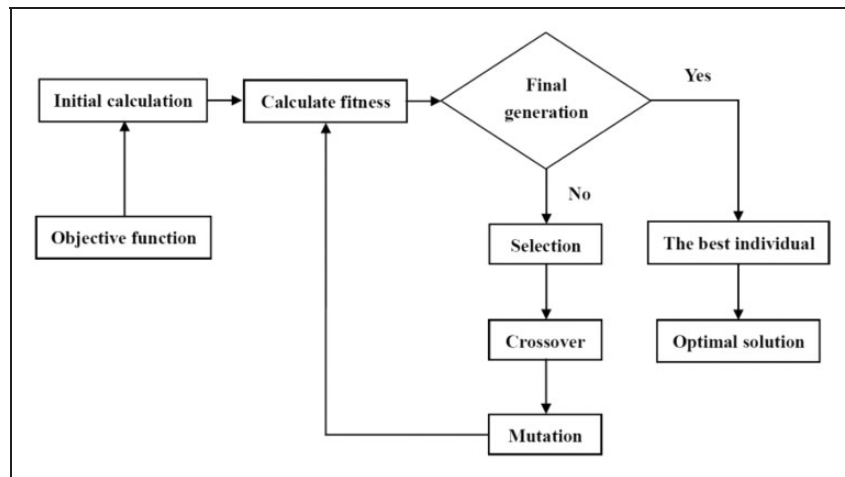 Initial calculation
Calculate fitness
Final
generation
Yes
No
Objective function
Selection
The best individual
Crossover
Optimal solution
Mutation